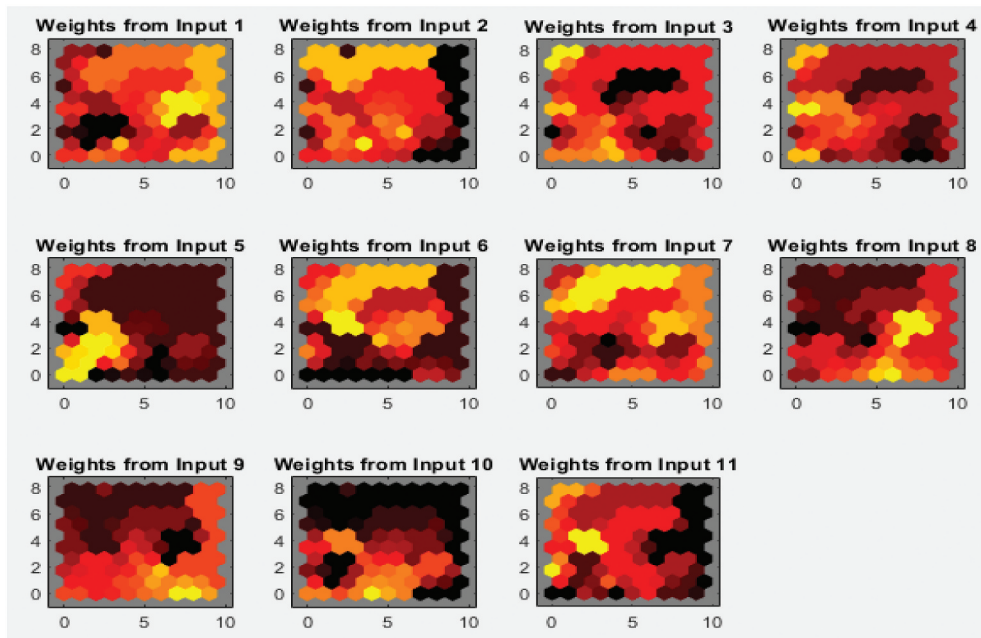 Weights from Input 1 Weights from Input 2 Weights from Input 3 Weights from Input 4
8 8 8 8
6 6 6 6
4 4 4 4
2 2 2 2
0 0 0 0
0 5 10 0 5 10 0 5 10 0 5 10
Weights from Input 5 Weights from Input 6 Weights from Input 7 Weights from Input 8
8 8 8 8
6 6 6 6
4 4 4 4
2 2 2 2
0 0 0 0
0 5 10 0 5 10 0 5 10 0 5 10
Weights from Input 9 Weights from Input 10 Weights from Input 11
8 8 8
6 6 6
4 4 4
2 2 2
0 0 0
0 5 10 0 5 10 0 5 10